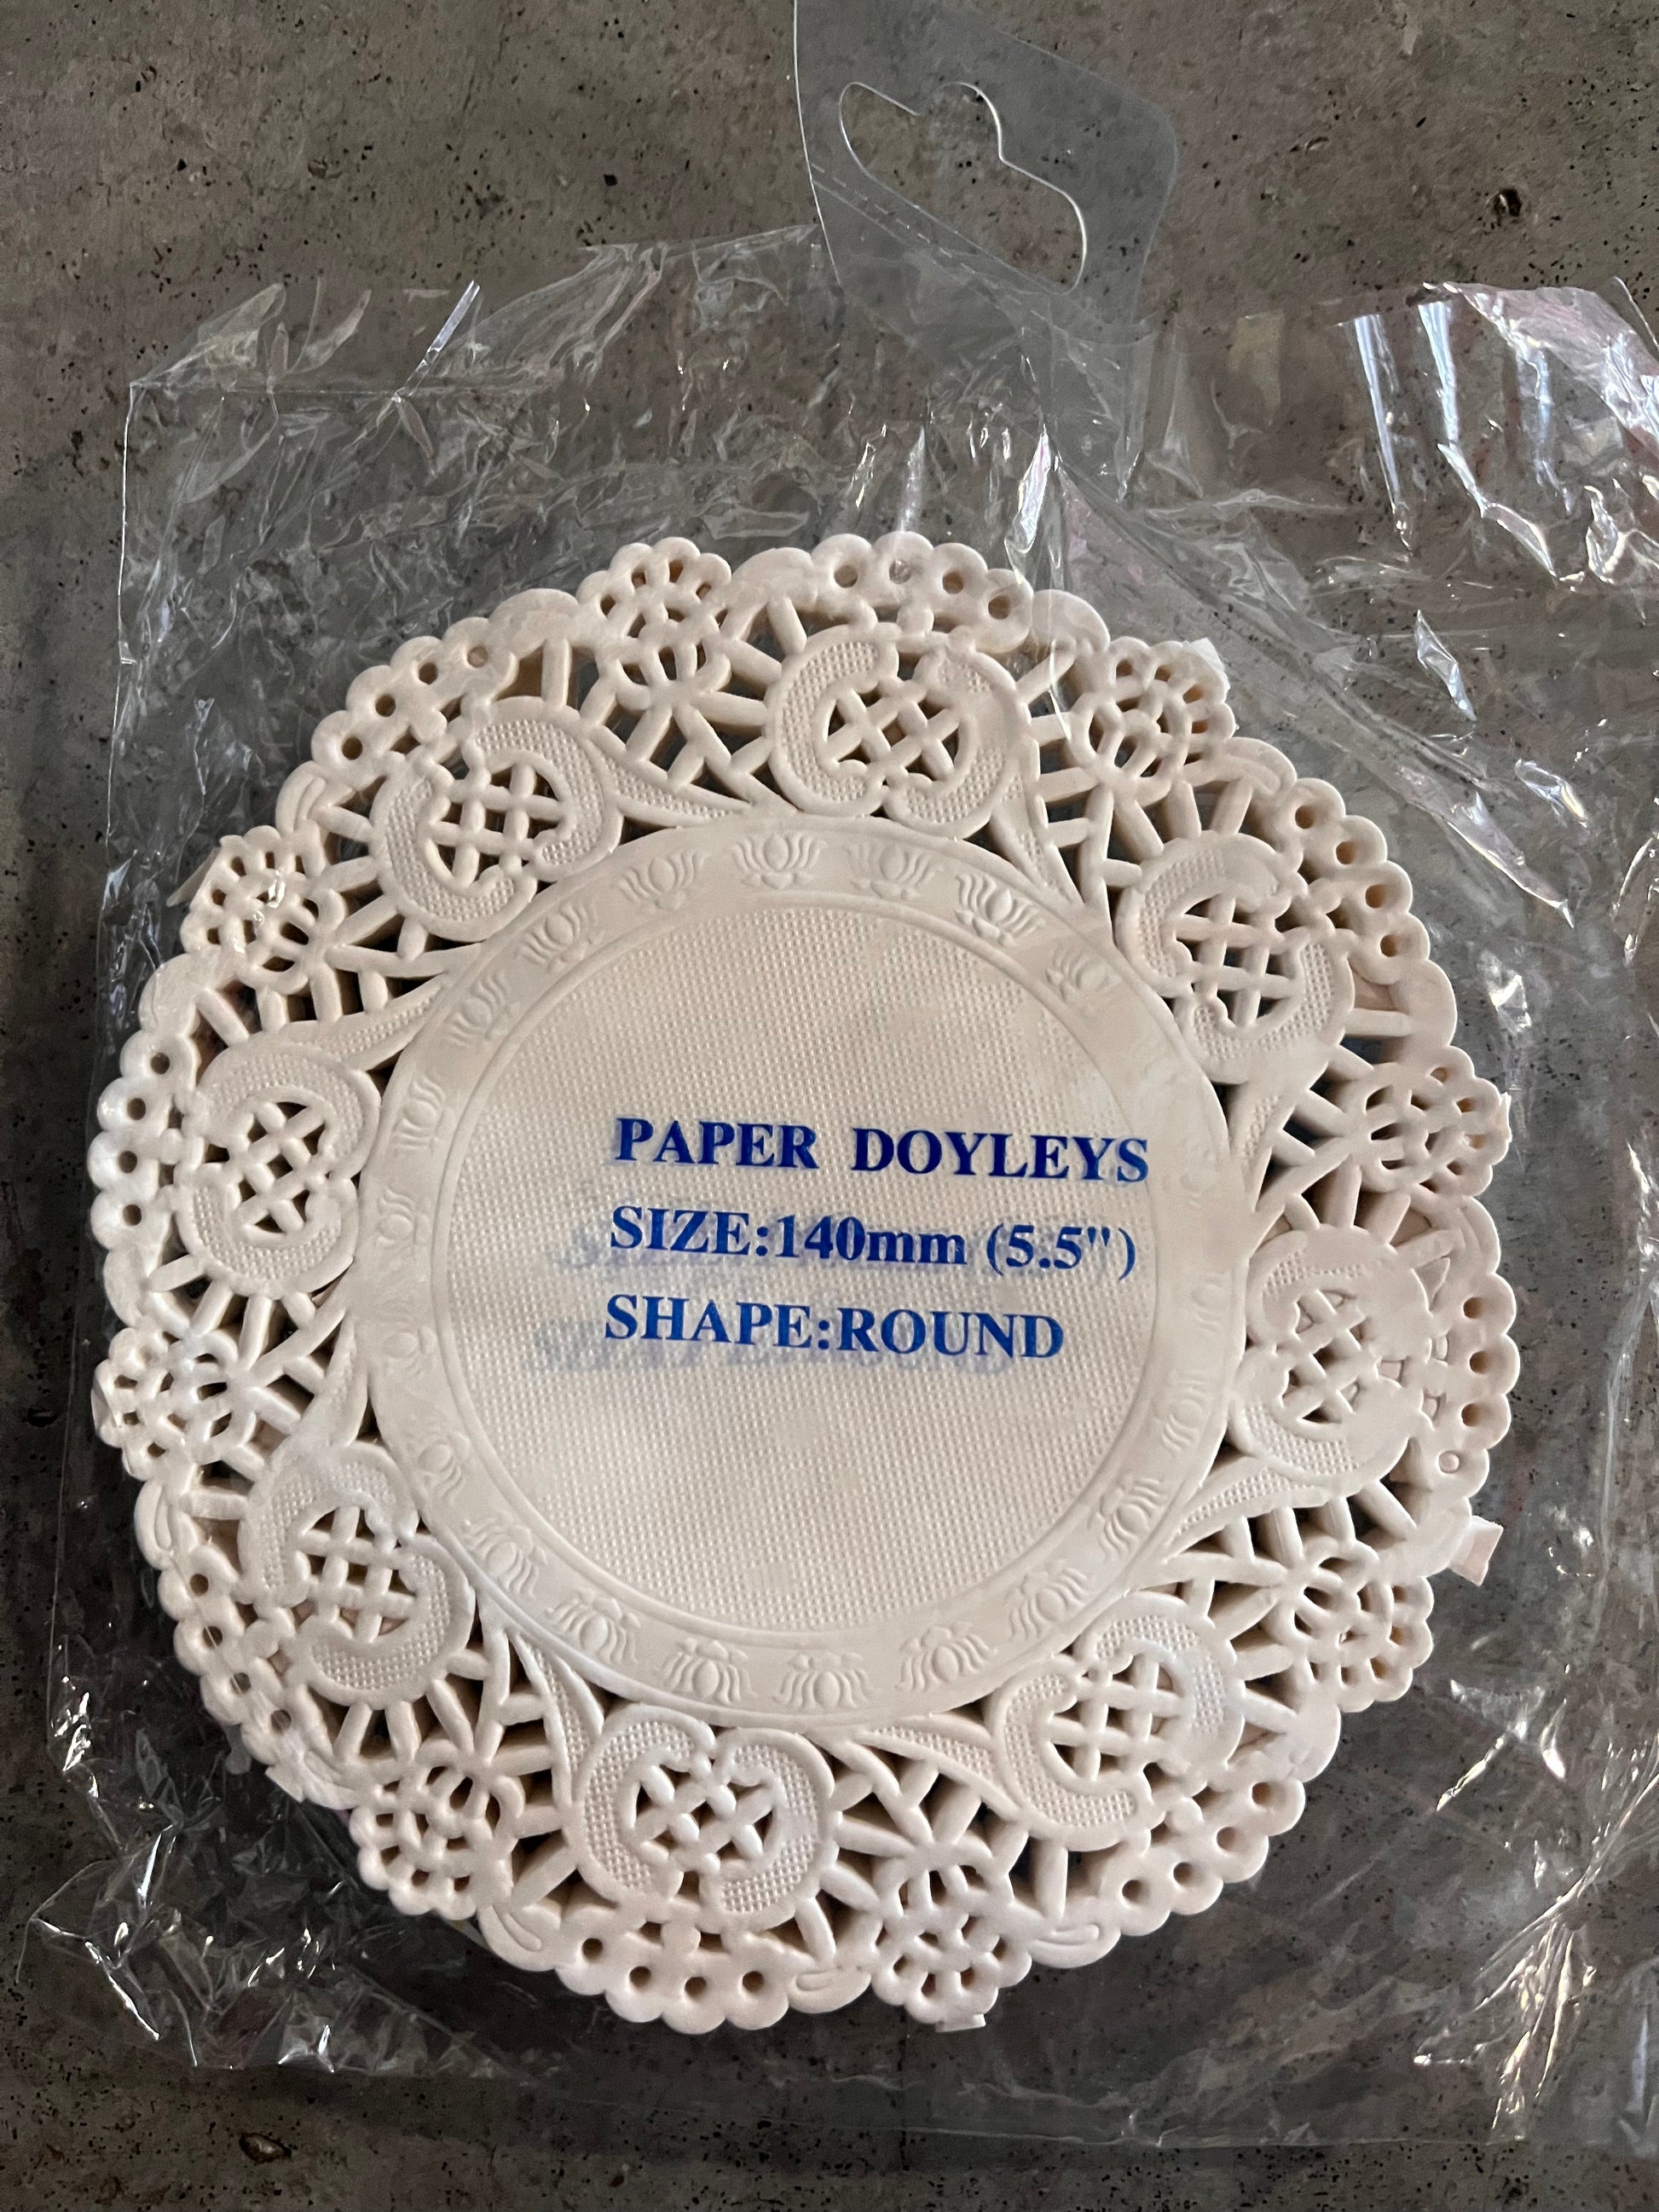 PAPER DOYLEYS
SIZE:140mm (5.5")
SHAPE:ROUND